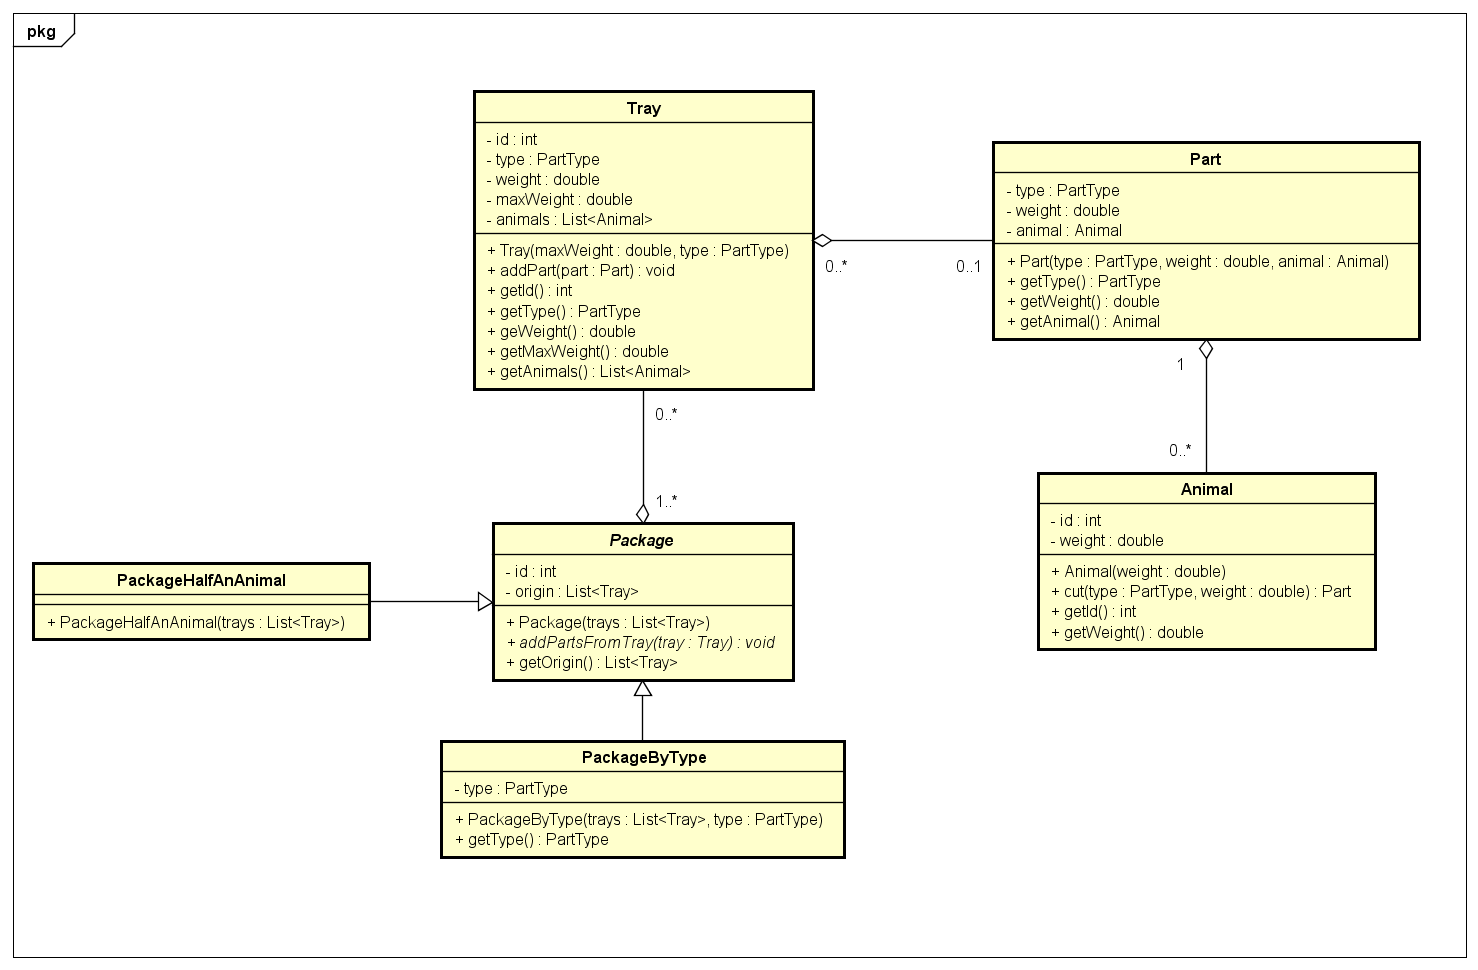 pkg
Tray
- id : int
- type : PartType
- weight : double
- maxWeight : double
- animals : List<Animal>
+ Tray(maxWeight : double, type : PartType)
+ addPart(part : Part) : void
+ getId() : int
+ getType() : PartType
+ geWeight() : double
+ getMaxWeight() : double
+ getAnimals() : List<Animal>
0..*
0..1
Part
- type : PartType
- weight : double
- animal : Animal
+ Part(type : PartType, weight : double, animal : Animal)
+ getType() : PartType
+ getWeight() : double
+ getAnimal() : Animal
1
0..*
Animal
- id : int
- weight : double
+ Animal(weight : double)
+ cut(type : PartType, weight : double) : Part
+ getId() : int
+ getWeight() : double
0..*
1..*
Package
- id : int
- origin : List<Tray>
+ Package(trays : List<Tray>)
+ addPartsFromTray(tray : Tray) : void
+ getOrigin() : List<Tray>
PackageHalfAnAnimal
+ PackageHalfAnAnimal(trays : List<Tray>)
PackageByType
- type : PartType
+ PackageByType(trays : List<Tray>, type : PartType)
+ getType() : PartType